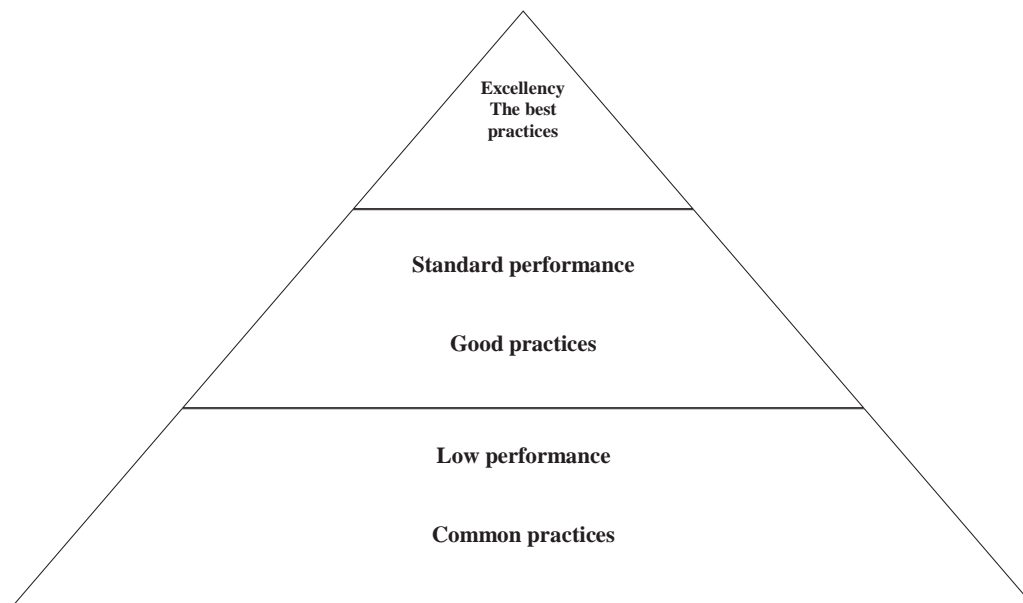 Excellency
The best
practices
Standard performance
Good practices
Low performance
Common practices